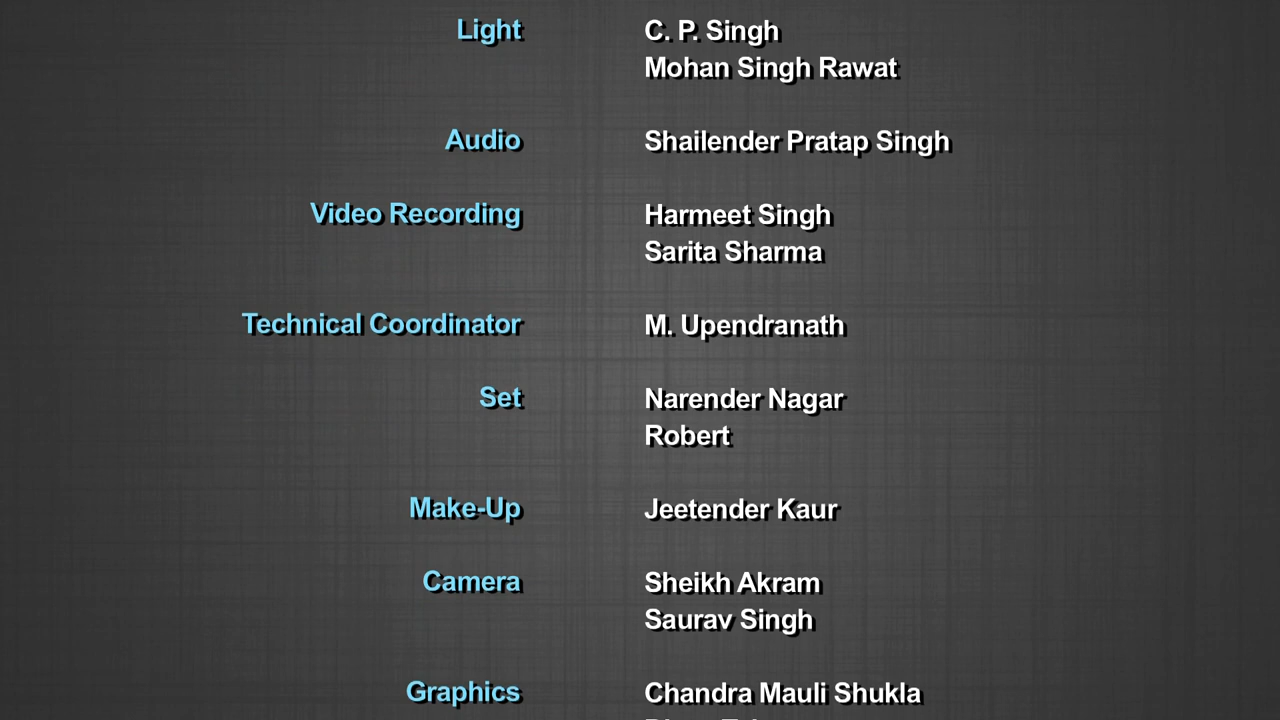 Light C. P. Singh
Mohan Singh Rawat
Audio Shailender Pratap Singh
Video Recording Harmeet Singh
Sarita Sharma
Technical Coordinator M. Upendranath
Set Narender Nagar
Robert
Make-Up Jeetender Kaur
Camera Sheikh Akram
Saurav Singh
Graphics Chandra Mauli Shukla